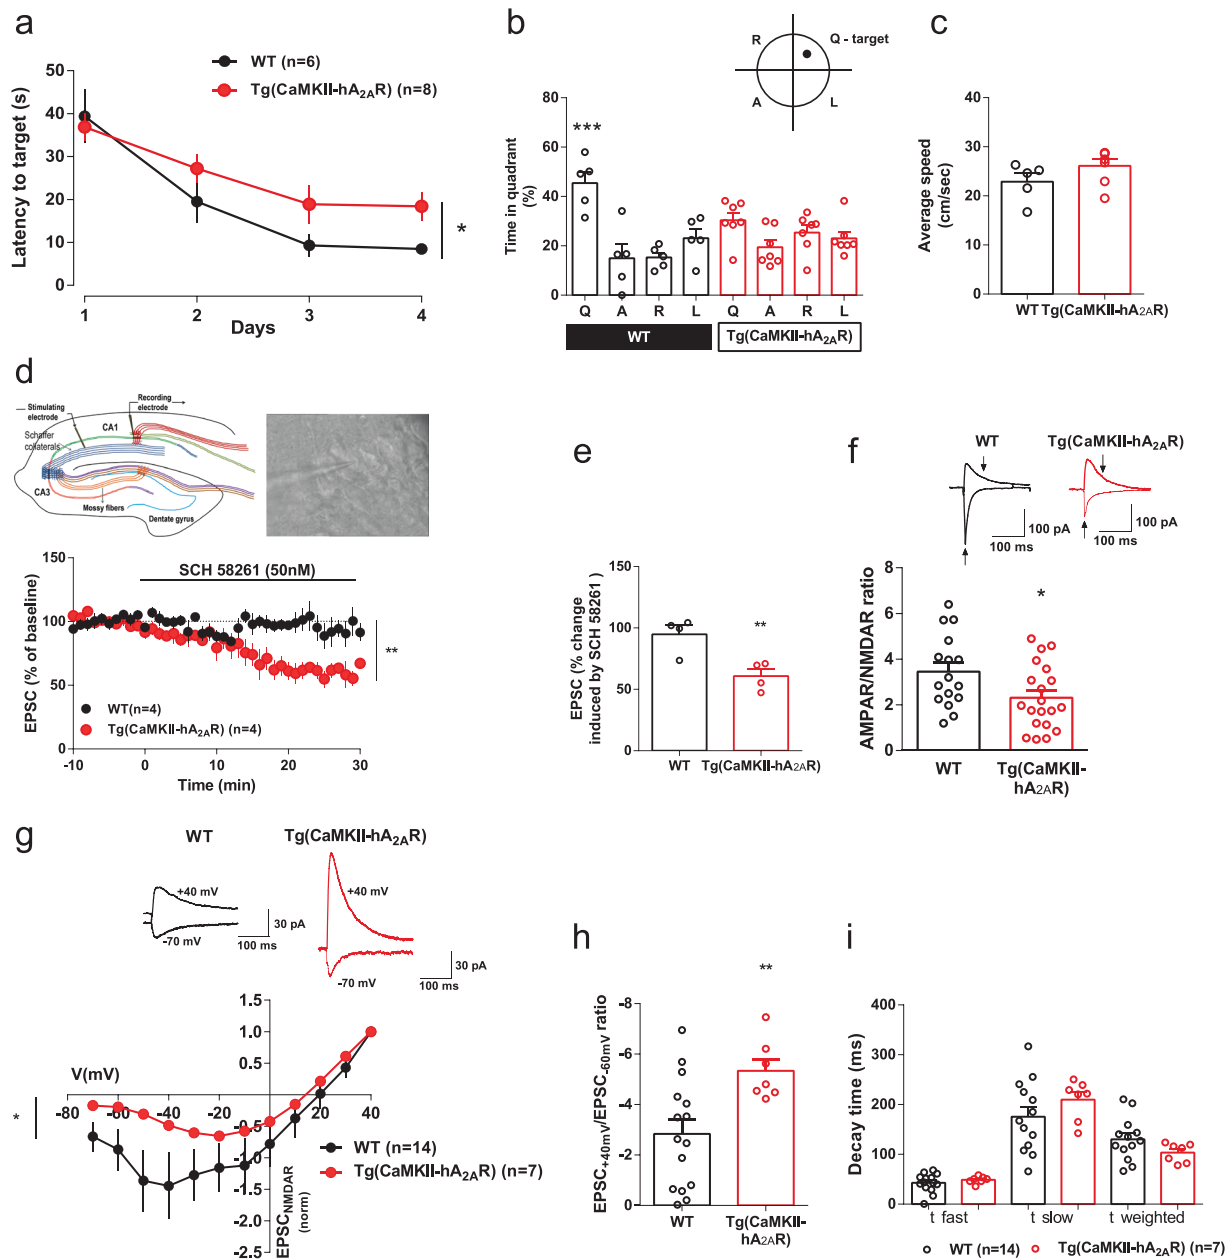 a
WT (n=6)
Tg(CaMKII-hA2AR) (n=8)
Latency to target (s)
50
40
30
20
10
0
1 2 3 4
Days
*
b
R Q - target
A L
Time in quadrant
(%)
80
60
40
20
0
***
Q A R L Q A R L
WT Tg(CaMKII-hA2AR)
c
Average speed
(cm/sec)
40
30
20
10
0
WT Tg(CaMKII-hA2AR)
d
Stimulating
electrode
Recording
electrode
CA1
Schaffer
collaterals
CA3
Mossy fibers
Dentate gyrus
EPSC (% of baseline)
150
100
50
0
SCH 58261 (50nM)
**
WT(n=4)
Tg(CaMKII-hA2AR) (n=4)
-10 0 10 20 30
Time (min)
e
EPSC (% change
induced by SCH 58261 )
150
100
50
0
**
WT Tg(CaMKII-hA2AR)
f
WT Tg(CaMKII-hA2AR)
100 pA
100 ms
100 pA
100 ms
AMPAR/NMDAR ratio
8
6
4
2
0
*
WT Tg(CaMKII-
hA2AR)
g
WT Tg(CaMKII-hA2AR)
+40 mV
-70 mV
30 pA
100 ms
+40 mV
-70 mV
30 pA
100 ms
V(mV)
1.5
1.0
0.5
-80 -60 -40 -20 20 40
-0.5
-1.0
-1.5
-2.0
-2.5
*
EPSCNMDAR
(norm)
WT (n=14)
Tg(CaMKII-hA2AR) (n=7)
h
EPSC+40mV/EPSC-60mV ratio
-8
-6
-4
-2
0
**
WT Tg(CaMKII-
hA2AR)
i
Decay time (ms)
400
300
200
100
0
t fast t slow t weighted
WT (n=14) Tg(CaMKII-hA2AR) (n=7)